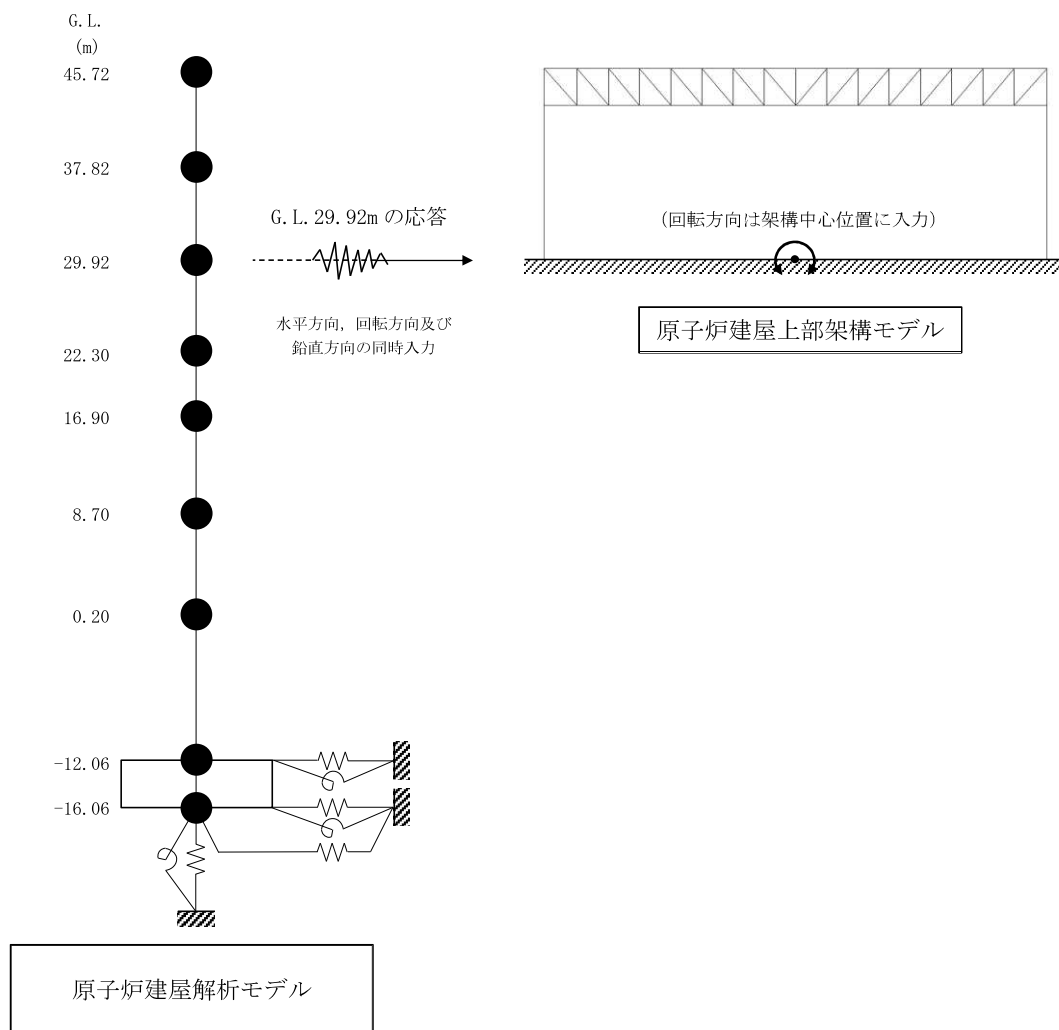 G.L.
(m)
45.72
37.82
29.92
22.30
16.90
8.70
0.20
-12.06
-16.06
G.L.29.92m の応答
水平方向，回転方向及び
鉛直方向の同時入力
(回転方向は架構中心位置に入力)
原子炉建屋上部架構モデル
原子炉建屋解析モデル